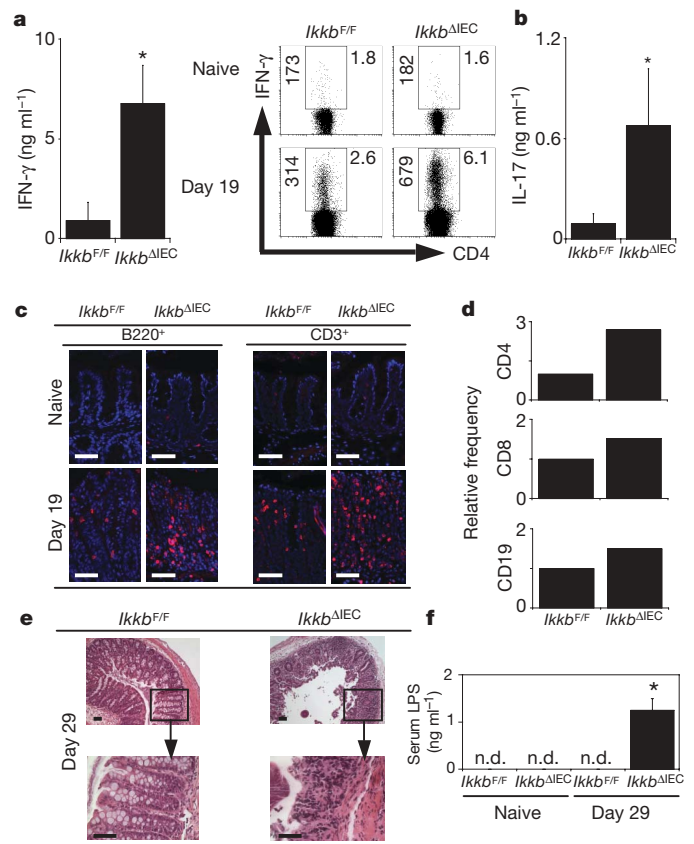 a
10
5
0
IFN-γ (ng ml⁻¹)
*
Ikkb^F/F
Ikkb^ΔIEC
Ikkb^F/F
Ikkb^ΔIEC
Naive
Day 19
IFN-γ
CD4
173
1.8
182
1.6
314
2.6
679
6.1
b
1.2
0.6
0
IL-17 (ng ml⁻¹)
*
Ikkb^F/F
Ikkb^ΔIEC
c
Ikkb^F/F
Ikkb^ΔIEC
Ikkb^F/F
Ikkb^ΔIEC
B220⁺
CD3⁺
Naive
Day 19
d
Relative frequency
3
CD4
0
2
CD8
0
2
CD19
0
Ikkb^F/F
Ikkb^ΔIEC
e
Ikkb^F/F
Ikkb^ΔIEC
Day 29
f
Serum LPS
(ng ml⁻¹)
2
1
0
n.d.
n.d.
n.d.
*
Ikkb^F/F
Ikkb^ΔIEC
Ikkb^F/F
Ikkb^ΔIEC
Naive
Day 29